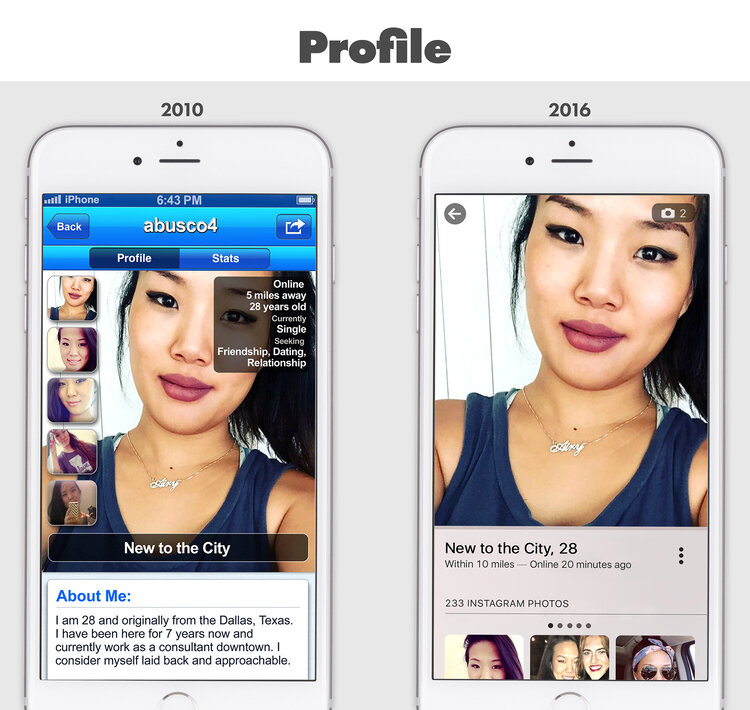 Profile
2010
iPhone
6:43 PM
Back
abusco4
Profile
Stats
Online
5 miles away
28 years old
Currently
Single
Seeking
Friendship, Dating,
Relationship
New to the City
About Me:
I am 28 and originally from the Dallas, Texas.
I have been here for 7 years now and
currently work as a consultant downtown. I
consider myself laid back and approachable.
2016
2
New to the City, 28
Within 10 miles — Online 20 minutes ago
233 INSTAGRAM PHOTOS